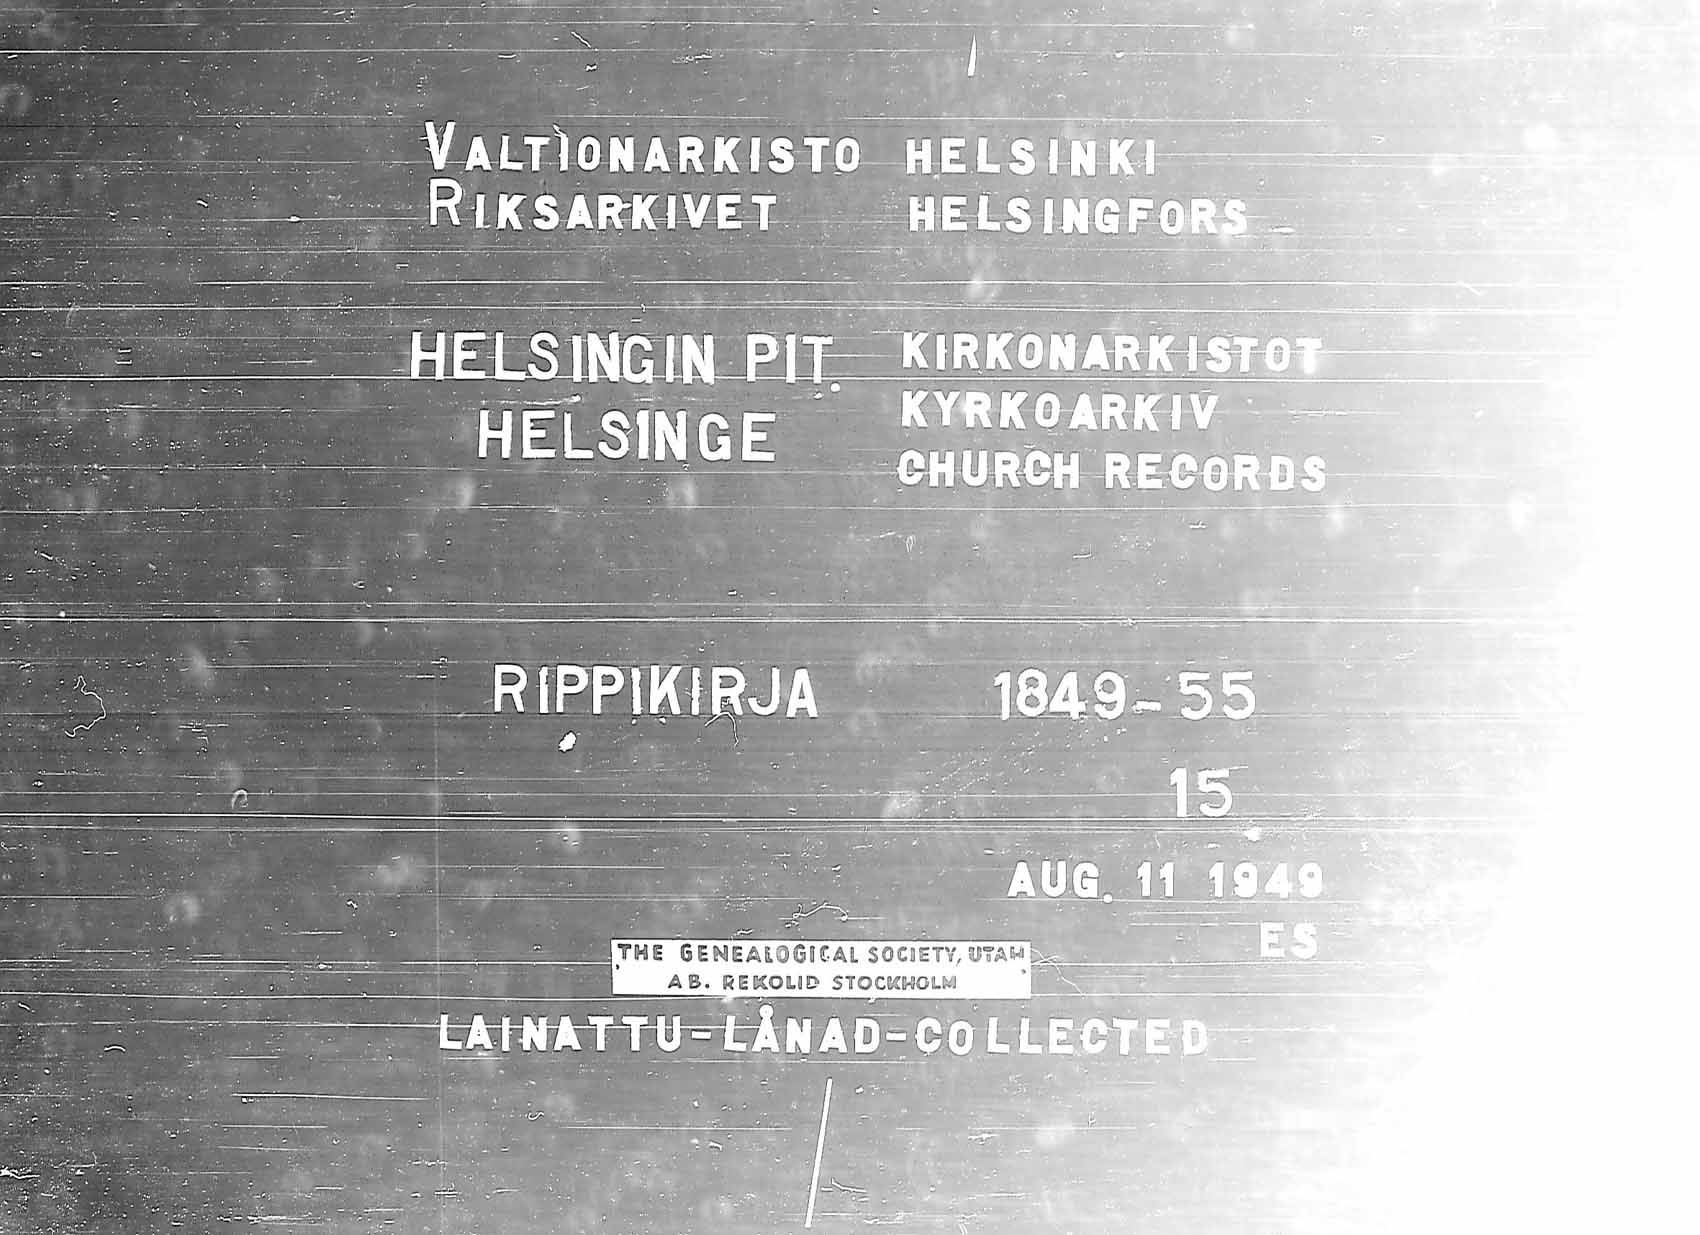 VALTIONARKISTO HELSINKI
RIKSARKIVET HELSINGFORS
HELSINGIN PIT. KIRKONARKISTOT
HELSINGE KYRKOARKIV
CHURCH RECORDS
RIPPIKIRJA 1849-55
15
AUG. 11 1949
ES
THE GENEALOGICAL SOCIETY, UTAH
AB. REKOLID STOCKHOLM
LAINATTU-LÅNAD-COLLECTED